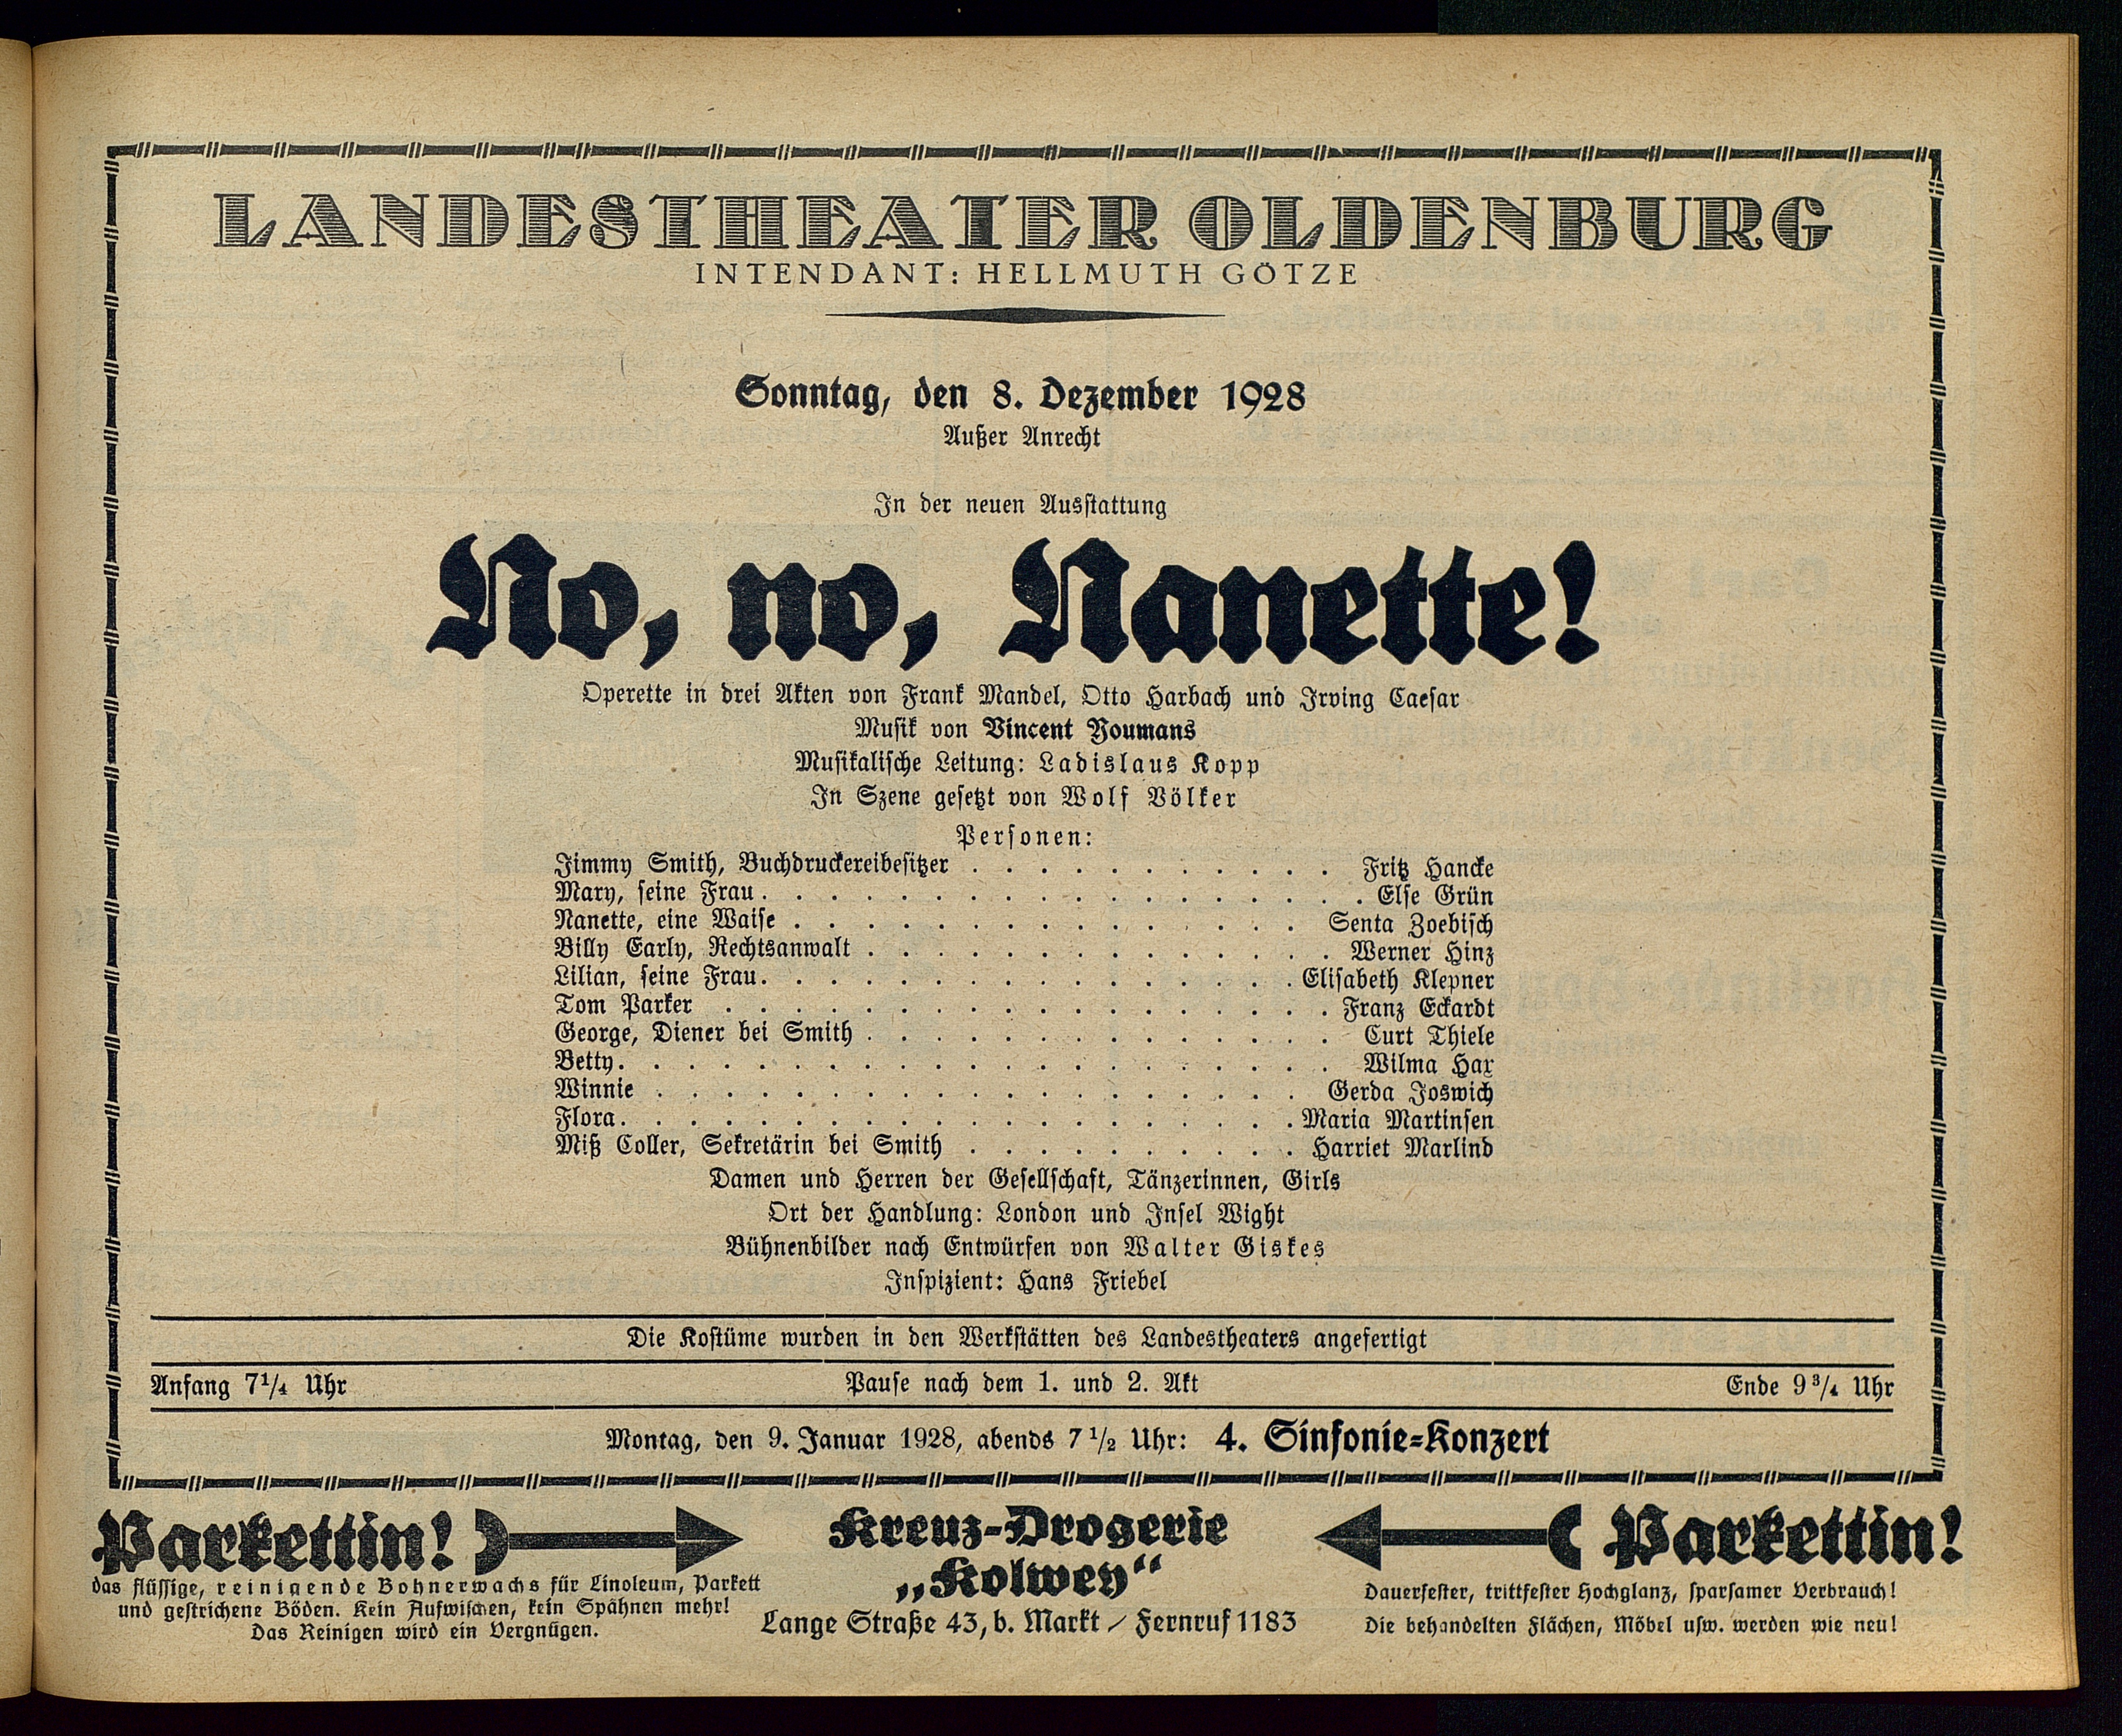 LANDESTHEATER OLDENBURG
INTENDANT: HELLMUTH GÖTZE
Sonntag, den 8. Dezember 1928
Außer Anrecht
In der neuen Ausstattung
No, no, Nanette!
Operette in drei Akten von Frank Mandel, Otto Harbach und Irving Caesar
Musik von Vincent Youmans
Musikalische Leitung: Ladislaus Kopp
In Szene gesetzt von Wolf Völker
Personen:
Jimmy Smith, Buchdruckereibesitzer . . . . . . . . . . . Fritz Hancke
Mary, seine Frau . . . . . . . . . . . . . . . . . . Else Grün
Nanette, eine Waise . . . . . . . . . . . . . . . . Senta Zoebisch
Billy Early, Rechtsanwalt . . . . . . . . . . . . . . Werner Hinz
Lilian, seine Frau . . . . . . . . . . . . . . . . Elisabeth Klepner
Tom Parker . . . . . . . . . . . . . . . . . . . Franz Eckardt
George, Diener bei Smith . . . . . . . . . . . . . . Curt Thiele
Betty . . . . . . . . . . . . . . . . . . . . . . Wilma Hax
Winnie . . . . . . . . . . . . . . . . . . . . Gerda Joswich
Flora . . . . . . . . . . . . . . . . . . . . . Maria Martinsen
Miß Coller, Sekretärin bei Smith . . . . . . . . . . Harriet Marlind
Damen und Herren der Gesellschaft, Tänzerinnen, Girls
Ort der Handlung: London und Insel Wight
Bühnenbilder nach Entwürfen von Walter Giskes
Inspizient: Hans Friebel
Die Kostüme wurden in den Werkstätten des Landestheaters angefertigt
Anfang 7¼ Uhr Pause nach dem 1. und 2. Akt Ende 9¾ Uhr
Montag, den 9. Januar 1928, abends 7½ Uhr: 4. Sinfonie-Konzert
Parkettin!
das flüssige, reinigende Bohnerwachs für Linoleum, Parkett
und gestrichene Böden. Kein Aufwischen, kein Spähnen mehr!
Das Reinigen wird ein Vergnügen.
Kreuz-Drogerie
„Kolwey“
Lange Straße 43, b. Markt / Fernruf 1183
Parkettin!
Dauerfester, trittfester Hochglanz, sparsamer Verbrauch!
Die behandelten Flächen, Möbel usw. werden wie neu!